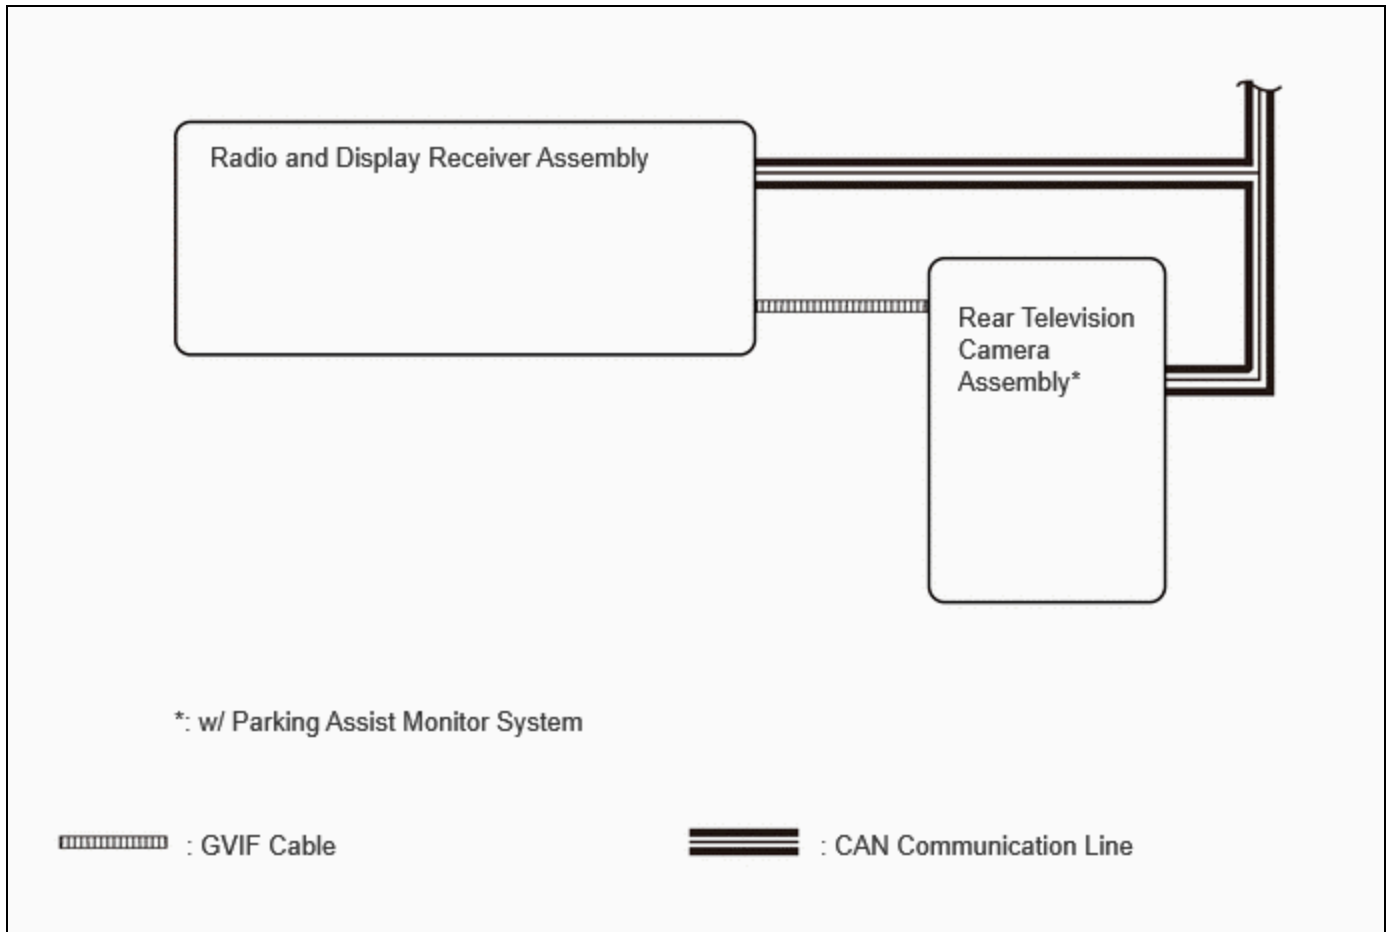 Radio and Display Receiver Assembly
Rear Television
Camera
Assembly*
*: w/ Parking Assist Monitor System
: GVIF Cable
: CAN Communication Line